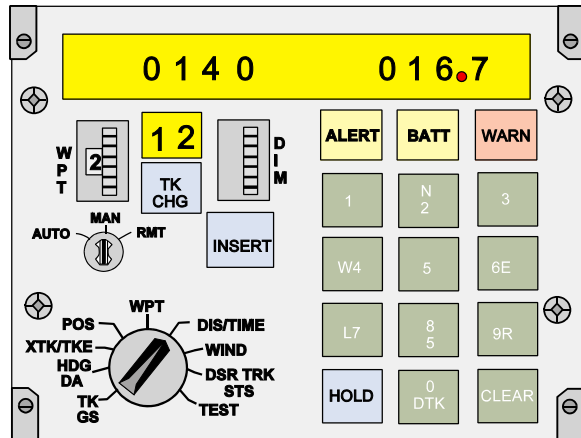 0140 016.7
WPT
2
12
DIM
TK
CHG
AUTO
MAN
RMT
INSERT
ALERT
BATT
WARN
1
N
2
3
W4
5
6E
L7
8
5
9R
HOLD
0
DTK
CLEAR
WPT
POS
DIS/TIME
XTK/TKE
WIND
HDG
DA
DSR TRK
STS
TK
GS
TEST